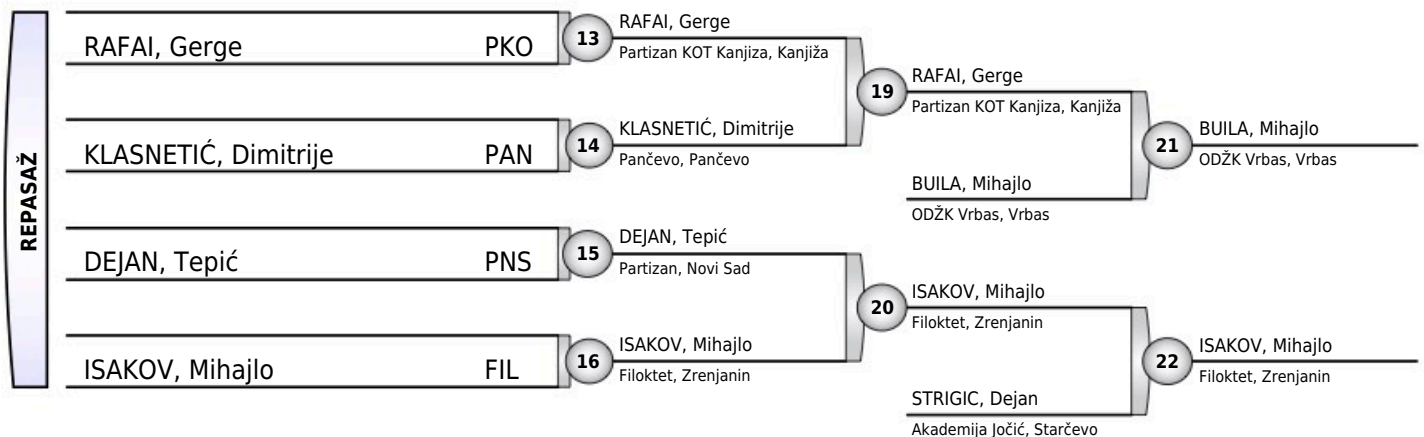 REPASAŽ
RAFAI, Gerge PKO
13
RAFAI, Gerge
Partizan KOT Kanjiza, Kanjiža
KLASNETIĆ, Dimitrije PAN
14
KLASNETIĆ, Dimitrije
Pančevo, Pančevo
19
RAFAI, Gerge
Partizan KOT Kanjiza, Kanjiža
BUILA, Mihajlo
ODŽK Vrbas, Vrbas
21
BUILA, Mihajlo
ODŽK Vrbas, Vrbas
DEJAN, Tepić PNS
15
DEJAN, Tepić
Partizan, Novi Sad
ISAKOV, Mihajlo FIL
16
ISAKOV, Mihajlo
Filoktet, Zrenjanin
20
ISAKOV, Mihajlo
Filoktet, Zrenjanin
STRIGIC, Dejan
Akademija Jočić, Starčevo
22
ISAKOV, Mihajlo
Filoktet, Zrenjanin